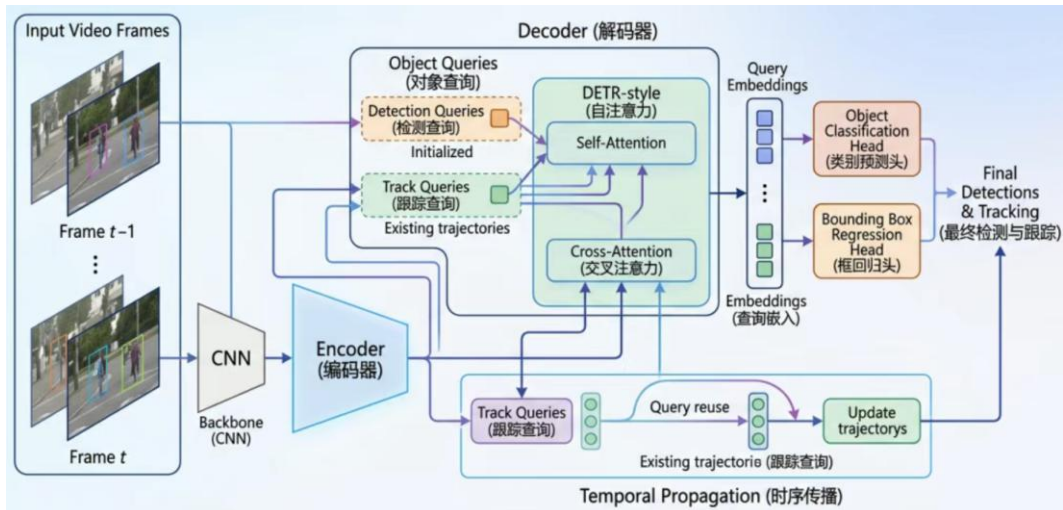 Input Video Frames
Frame t-1
...
Frame t
CNN
Backbone
(CNN)
Encoder
(编码器)
Decoder (解码器)
Object Queries
(对象查询)
Detection Queries
(检测查询)
Initialized
Track Queries
(跟踪查询)
Existing trajectories
DETR-style
(自注意力)
Self-Attention
Cross-Attention
(交叉注意力)
Query
Embeddings
...
Embeddings
(查询嵌入)
Object
Classification
Head
(类别预测头)
Bounding Box
Regression
Head
(框回归头)
Final
Detections
& Tracking
(最终检测与跟踪)
Track Queries
(跟踪查询)
Query reuse
Update
trajectorys
Existing trajectoriɵ (跟踪查询)
Temporal Propagation (时序传播)